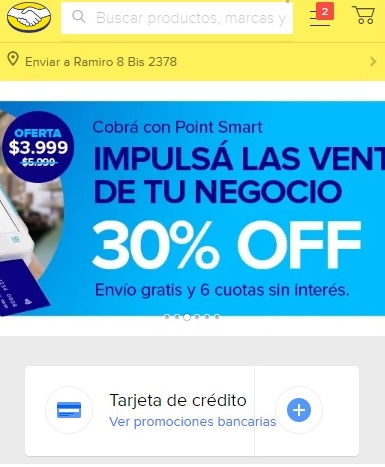 Buscar productos, marcas y
2
Enviar a Ramiro 8 Bis 2378
OFERTA
$3.999
$5.999
Cobrá con Point Smart
IMPULSÁ LAS VENT
DE TU NEGOCIO
30% OFF
Envío gratis y 6 cuotas sin interés.
Tarjeta de crédito
Ver promociones bancarias